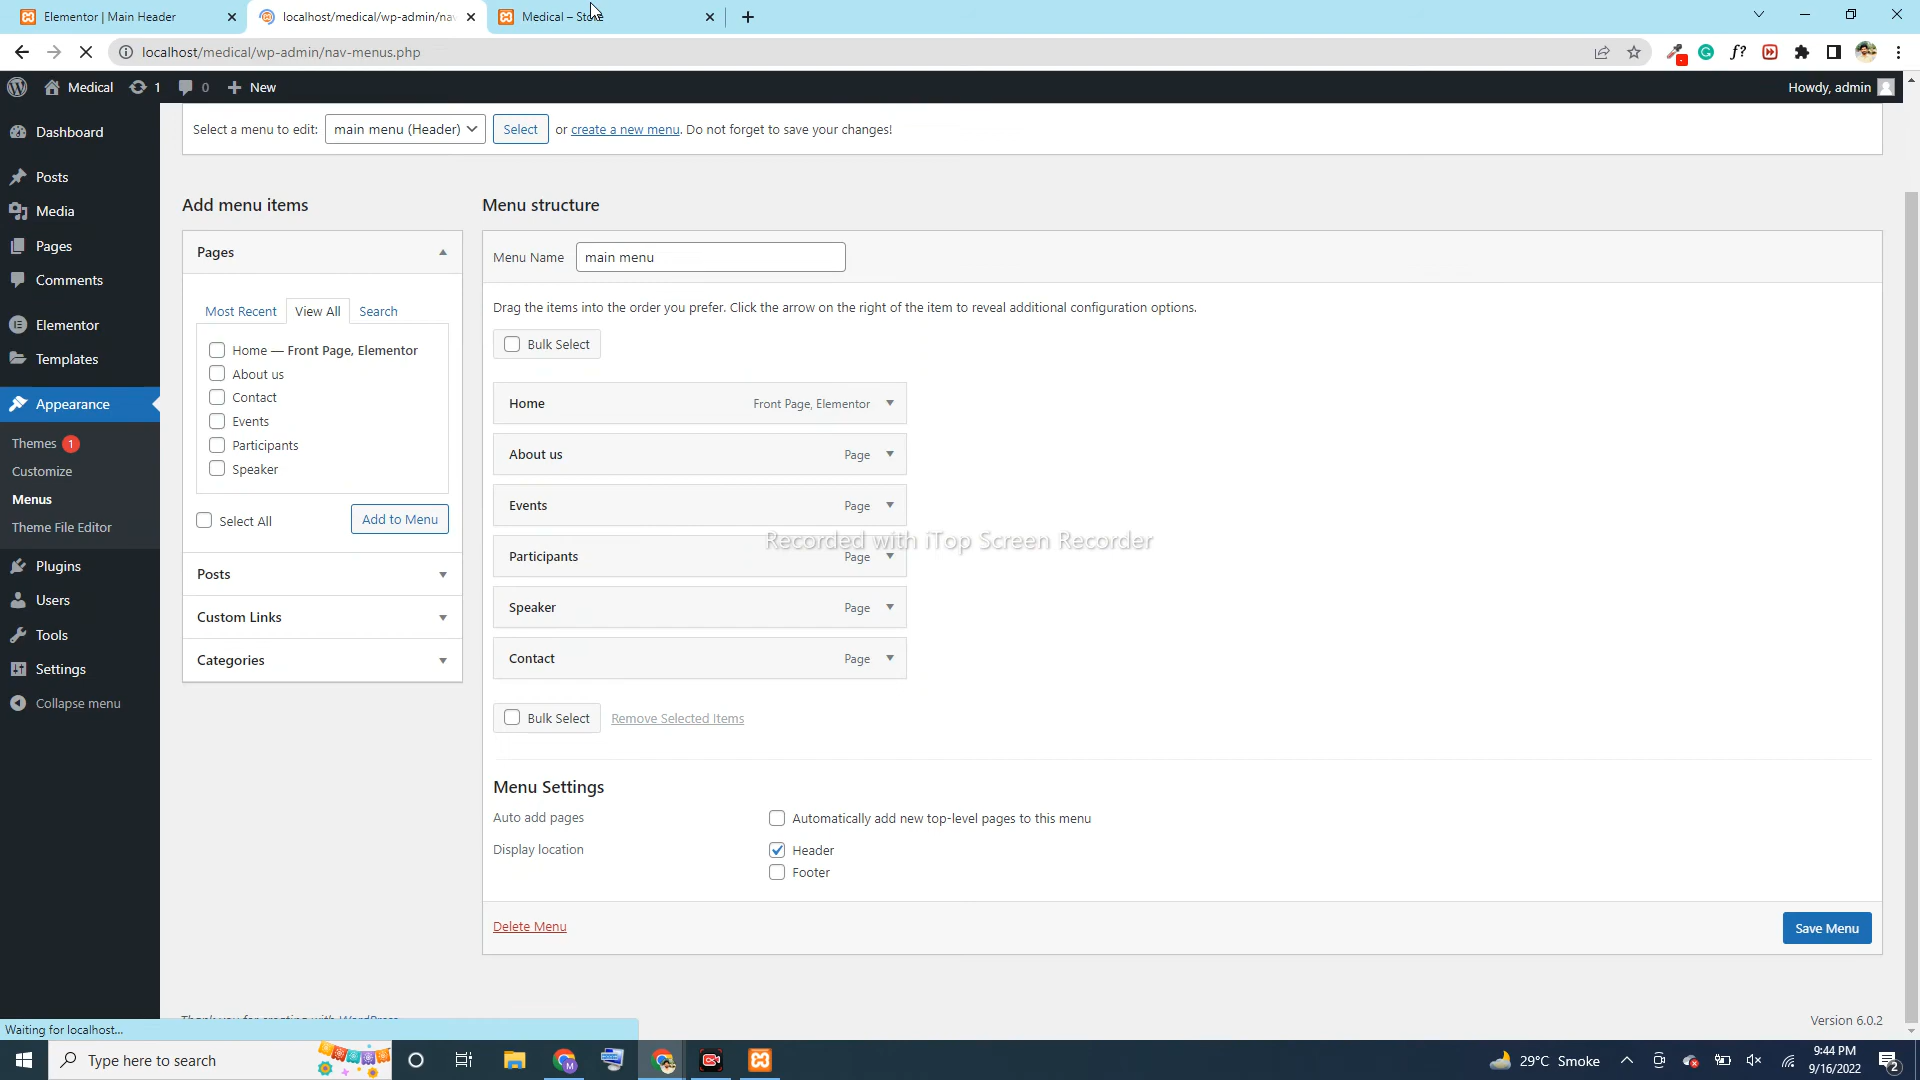 Elementor | Main Header
localhost/medical/wp-admin/nav
Medical – Store
localhost/medical/wp-admin/nav-menus.php
Medical
1
0
New
Howdy, admin
Dashboard
Posts
Media
Pages
Comments
Elementor
Templates
Appearance
Themes 1
Customize
Menus
Theme File Editor
Plugins
Users
Tools
Settings
Collapse menu
Select a menu to edit: main menu (Header) Select or create a new menu. Do not forget to save your changes!
Add menu items
Pages
Most Recent View All Search
Home — Front Page, Elementor
About us
Contact
Events
Participants
Speaker
Select All Add to Menu
Posts
Custom Links
Categories
Menu structure
Menu Name main menu
Drag the items into the order you prefer. Click the arrow on the right of the item to reveal additional configuration options.
Bulk Select
Home Front Page, Elementor
About us Page
Events Page
Participants Page
Speaker Page
Contact Page
Recorded with iTop Screen Recorder
Bulk Select Remove Selected Items
Menu Settings
Auto add pages Automatically add new top-level pages to this menu
Display location Header
Footer
Delete Menu Save Menu
Thank you for creating with WordPress.
Version 6.0.2
Waiting for localhost...
Type here to search
29°C Smoke
9:44 PM
9/16/2022
2